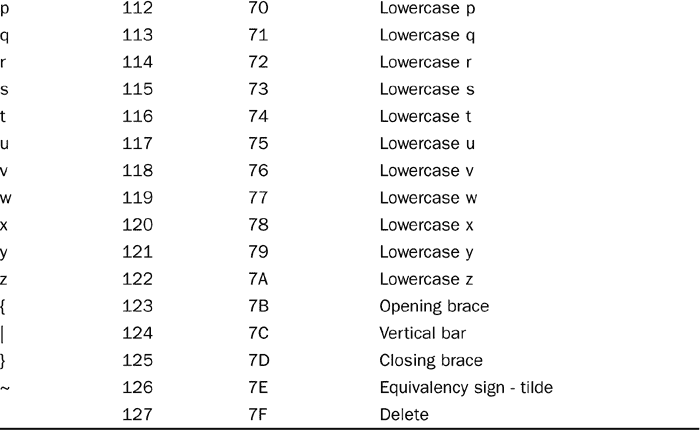 p 112 70 Lowercase p
q 113 71 Lowercase q
r 114 72 Lowercase r
s 115 73 Lowercase s
t 116 74 Lowercase t
u 117 75 Lowercase u
v 118 76 Lowercase v
w 119 77 Lowercase w
x 120 78 Lowercase x
y 121 79 Lowercase y
z 122 7A Lowercase z
{ 123 7B Opening brace
| 124 7C Vertical bar
} 125 7D Closing brace
~ 126 7E Equivalency sign - tilde
127 7F Delete